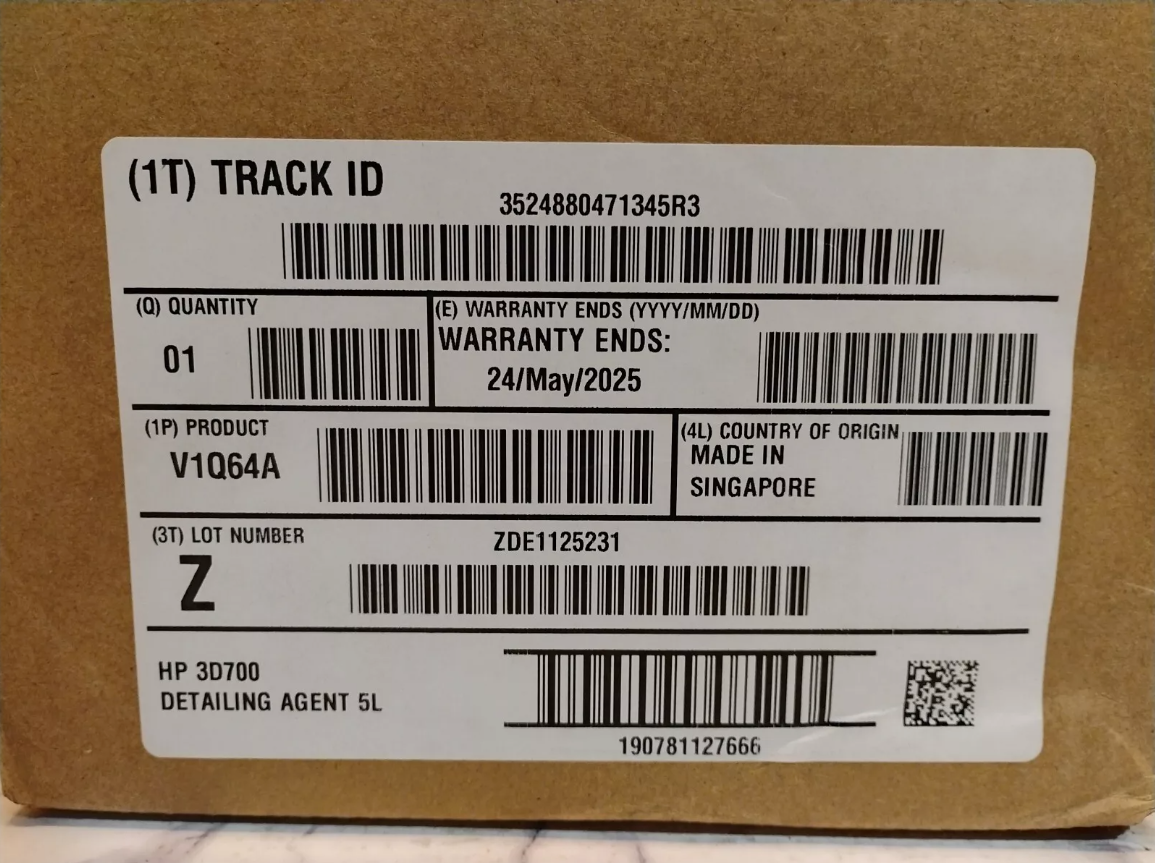 (1T) TRACK ID
3524880471345R3
(Q) QUANTITY
01
(E) WARRANTY ENDS (YYYY/MM/DD)
WARRANTY ENDS:
24/May/2025
(1P) PRODUCT
V1Q64A
(4L) COUNTRY OF ORIGIN
MADE IN
SINGAPORE
(3T) LOT NUMBER
Z
ZDE1125231
HP 3D700
DETAILING AGENT 5L
190781127666